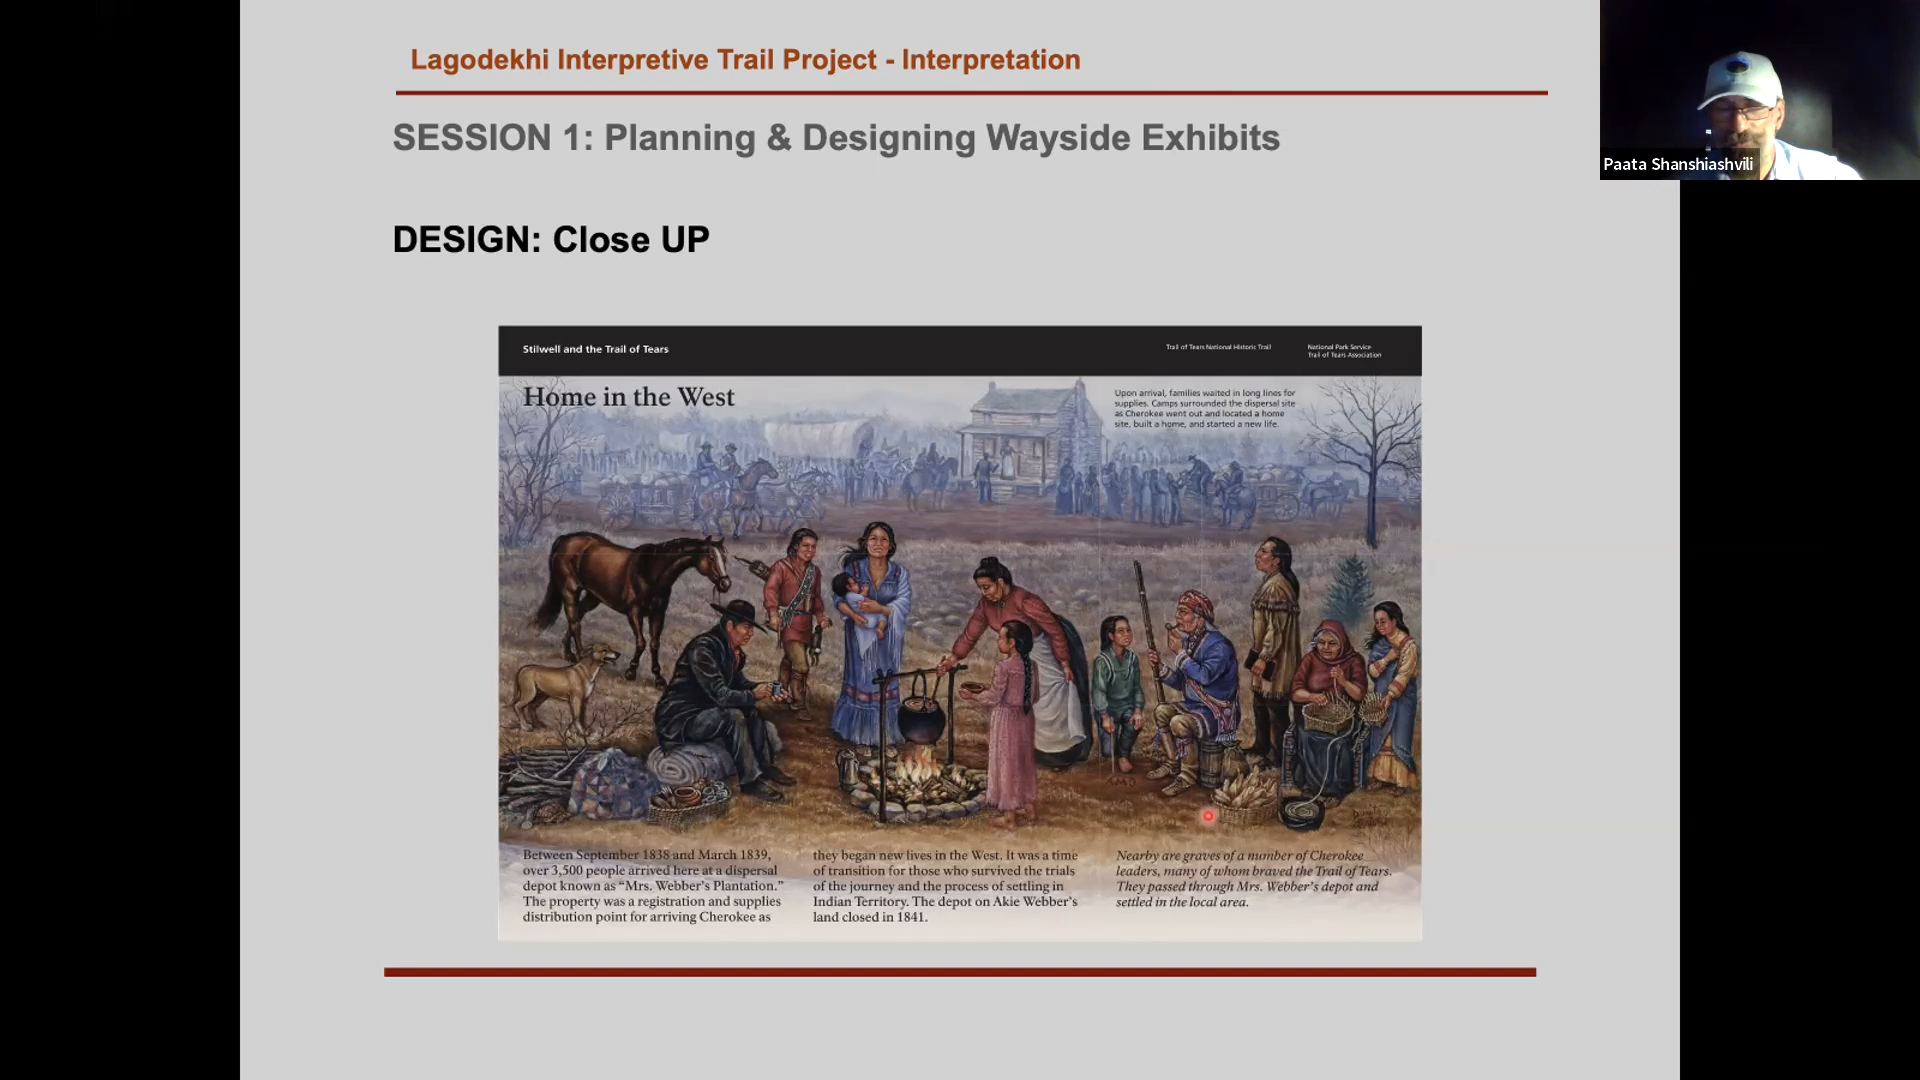 Lagodekhi Interpretive Trail Project - Interpretation
SESSION 1: Planning & Designing Wayside Exhibits
Paata Shanshiashvili
DESIGN: Close UP
Stilwell and the Trail of Tears
Trail of Tears National Historic Trail
National Park Service
Trail of Tears Association
Home in the West
Upon arrival, families waited in long lines for
supplies. Camps surrounded the dispersal site
as Cherokee went out and located a home
site, built a home, and started a new life.
Between September 1838 and March 1839,
over 3,500 people arrived here at a dispersal
depot known as “Mrs. Webber’s Plantation.”
The property was a registration and supplies
distribution point for arriving Cherokee as
they began new lives in the West. It was a time
of transition for those who survived the trials
of the journey and the process of settling in
Indian Territory. The depot on Akie Webber’s
land closed in 1841.
Nearby are graves of a number of Cherokee
leaders, many of whom braved the Trail of Tears.
They passed through Mrs. Webber’s depot and
settled in the local area.